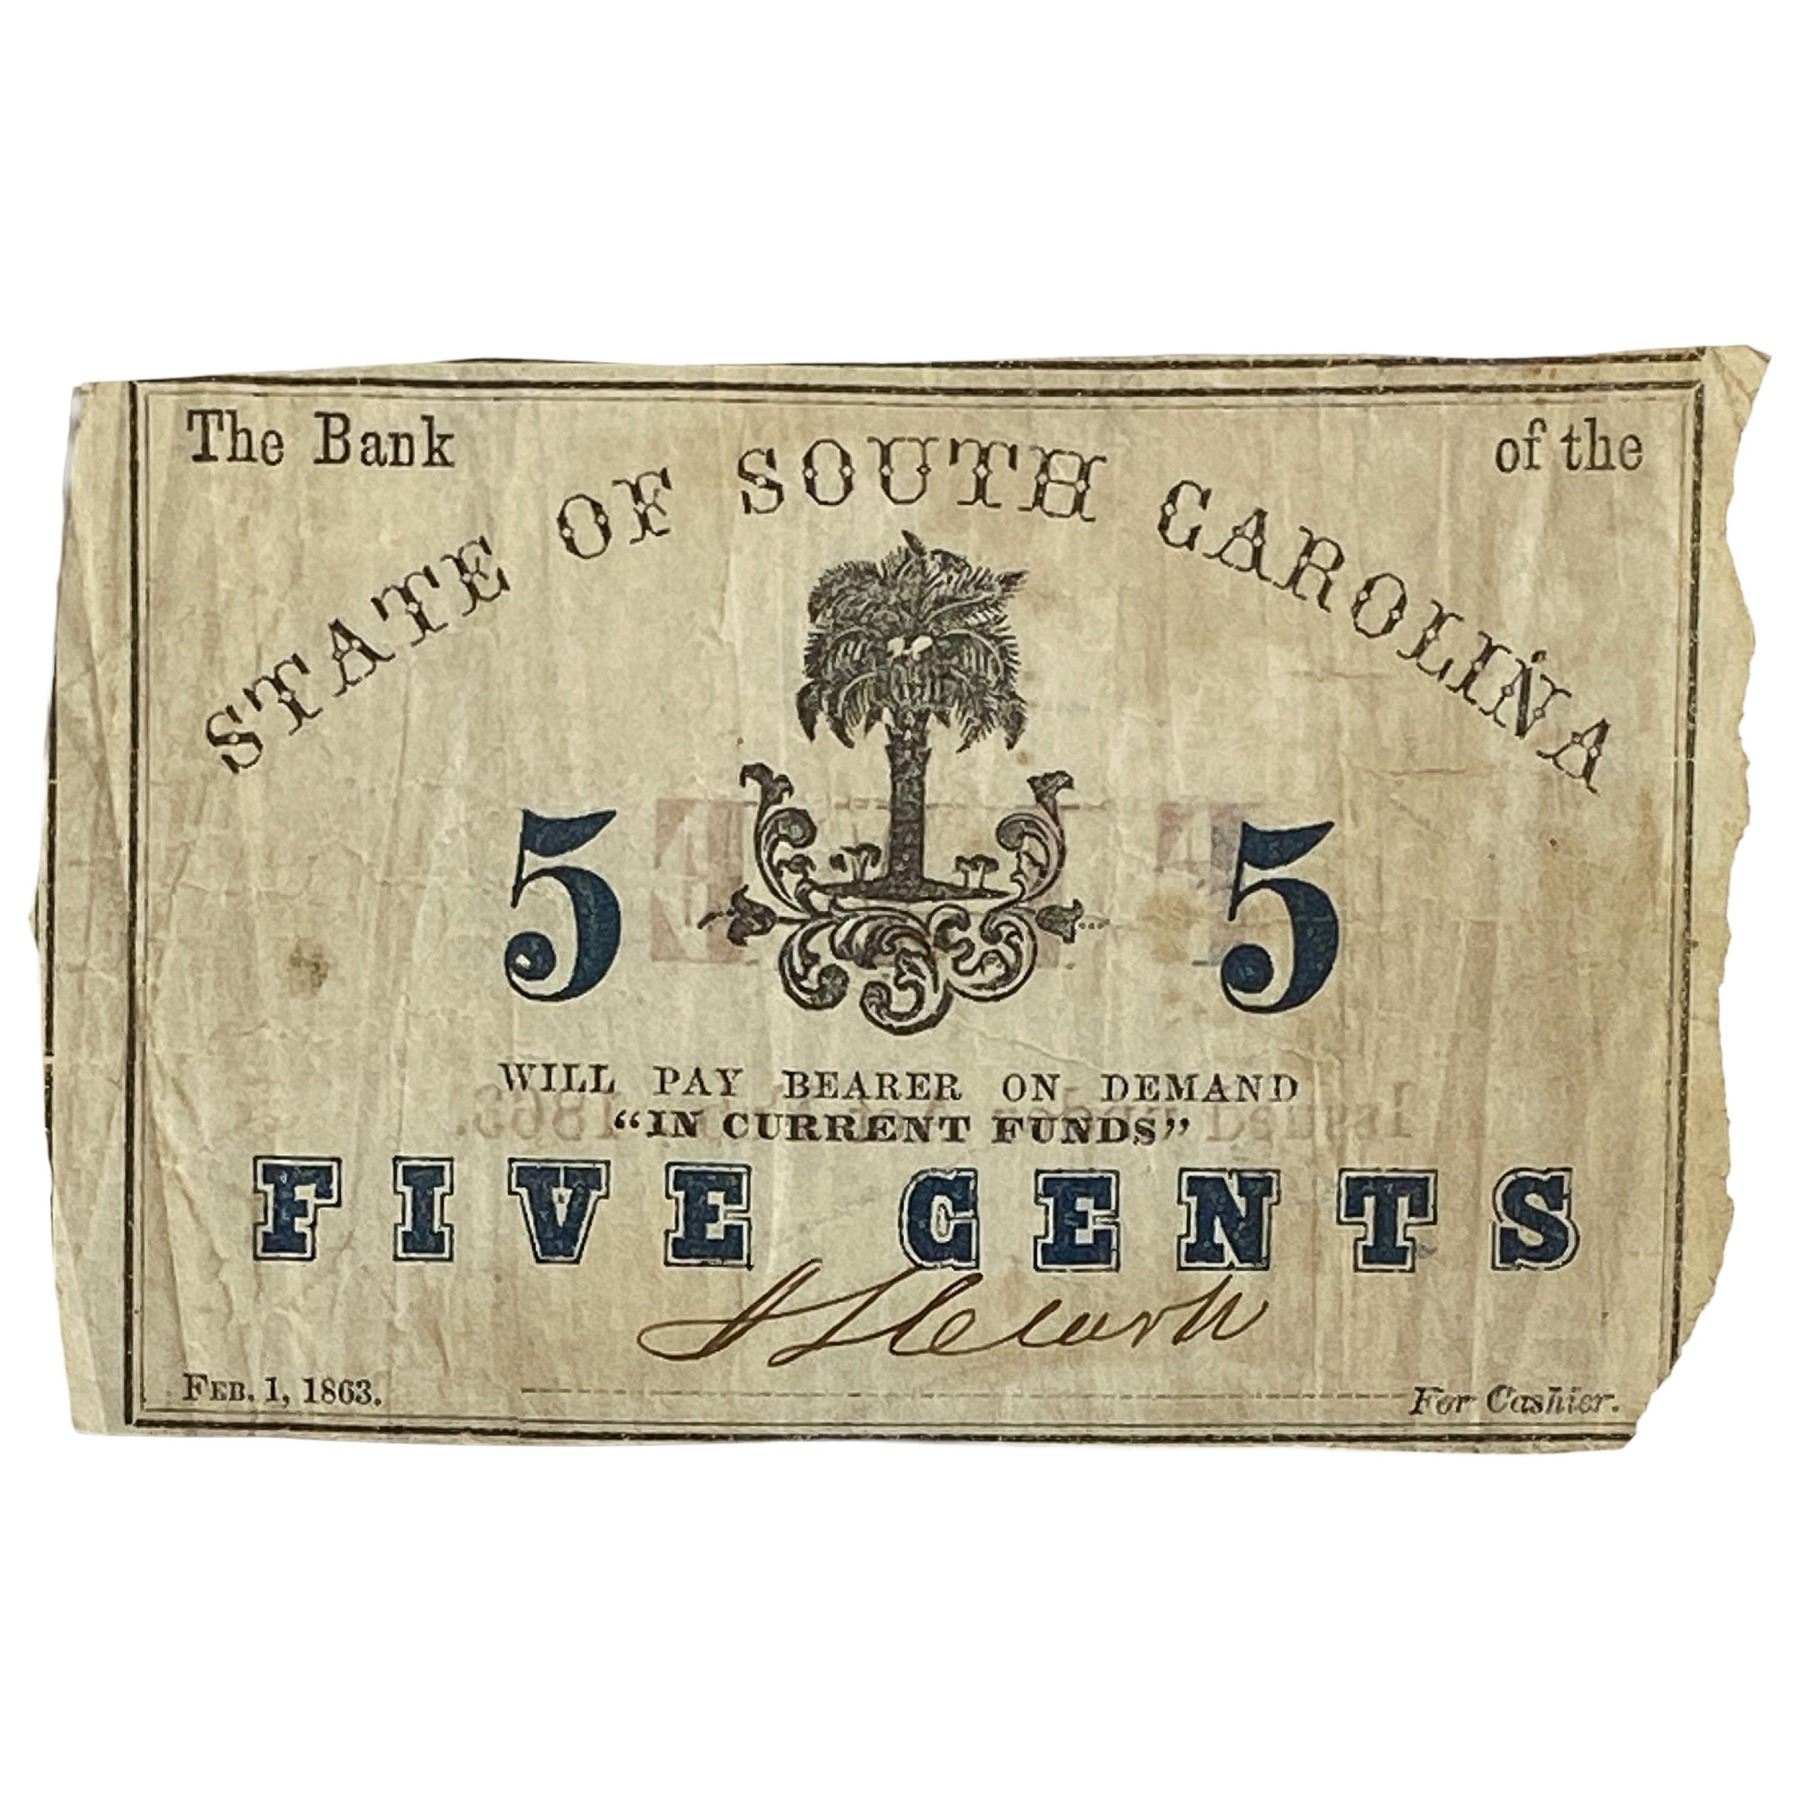 The Bank of the
STATE OF SOUTH CAROLINA
5 5
WILL PAY BEARER ON DEMAND
"IN CURRENT FUNDS"
FIVE CENTS
FEB. 1, 1863. For Cashier.